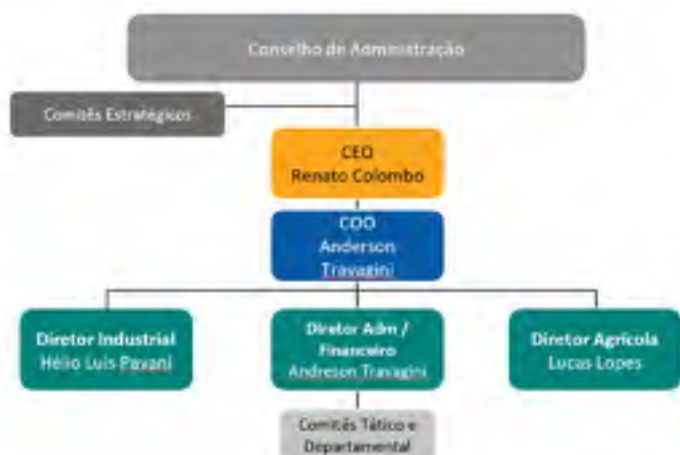 Conselho de Administração
Comitês Estratégicos
CEO
Renato Colombo
COO
Anderson
Travagini
Diretor Industrial
Hélio Luis Pavani
Diretor Adm /
Financeiro
Andreson Travagini
Diretor Agrícola
Lucas Lopes
Comitês Tático e
Departamental